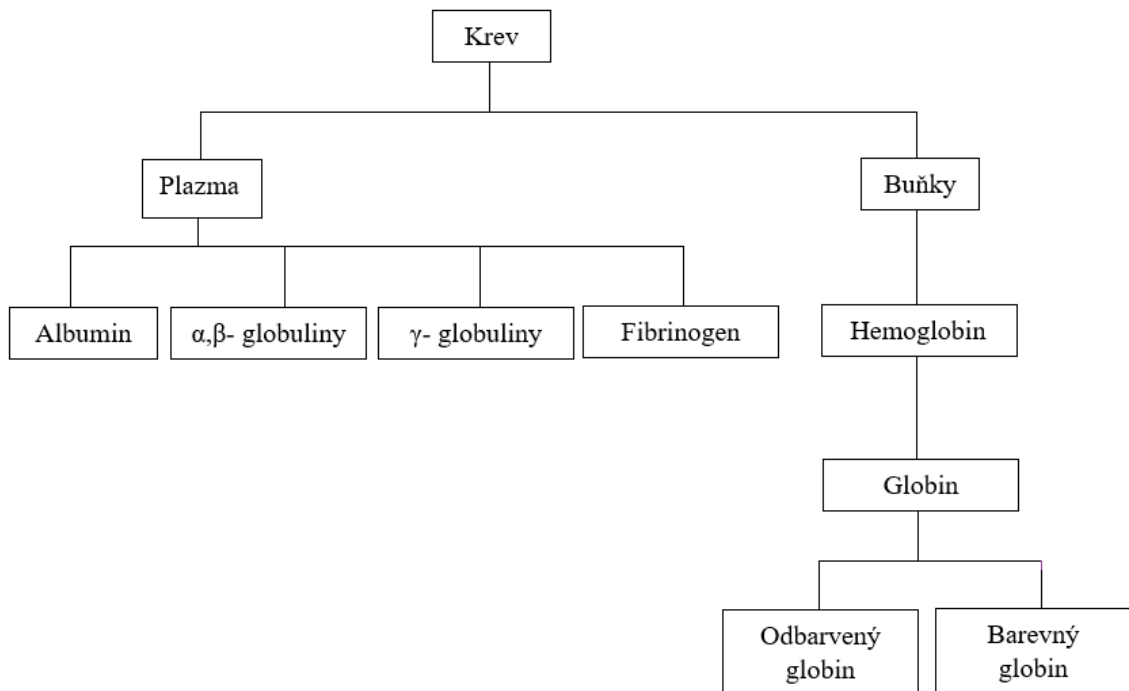 Krev
Plazma
Buňky
Albumin
α,β- globuliny
γ- globuliny
Fibrinogen
Hemoglobin
Globin
Odbarvený
globin
Barevný
globin